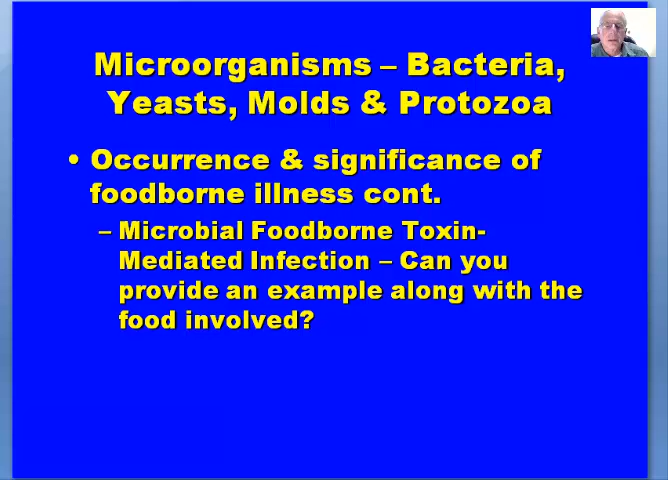 Microorganisms – Bacteria,
Yeasts, Molds & Protozoa
• Occurrence & significance of
foodborne illness cont.
– Microbial Foodborne Toxin-
Mediated Infection – Can you
provide an example along with the
food involved?